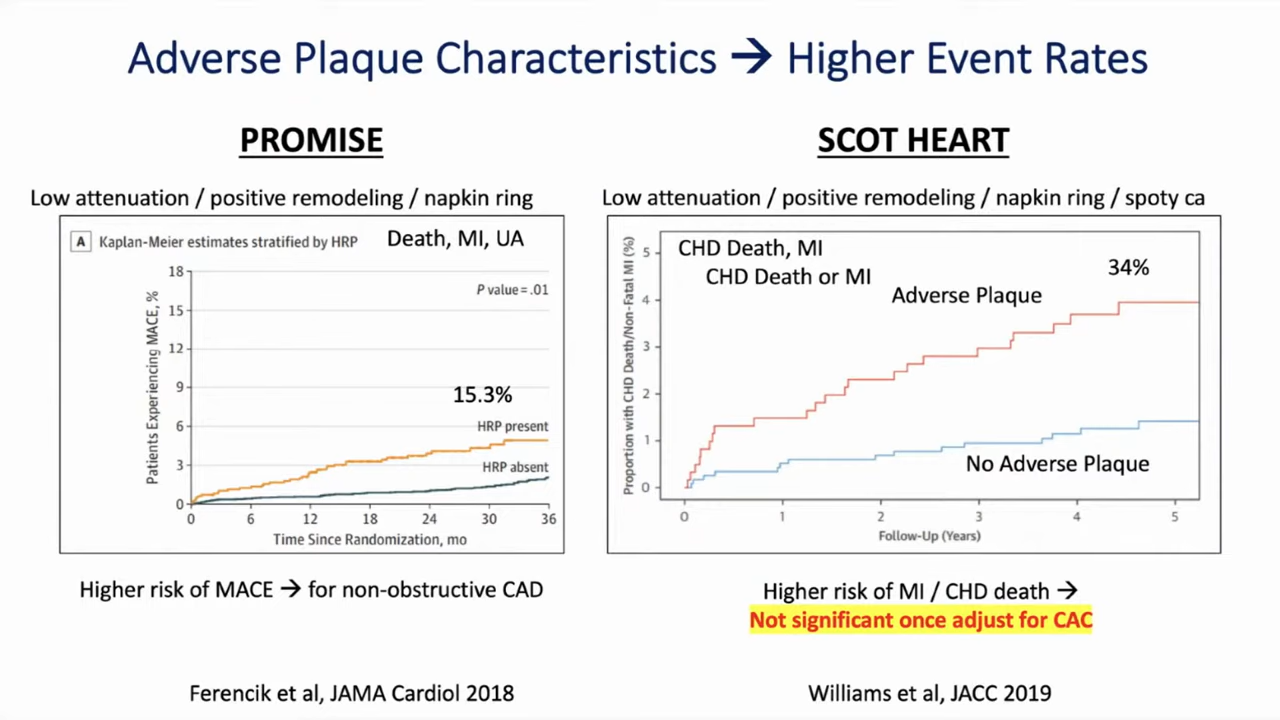 Adverse Plaque Characteristics → Higher Event Rates
PROMISE
Low attenuation / positive remodeling / napkin ring
A Kaplan-Meier estimates stratified by HRP
Death, MI, UA
P value = .01
Patients Experiencing MACE, %
18
15
12
9
6
3
0
15.3%
HRP present
HRP absent
0 6 12 18 24 30 36
Time Since Randomization, mo
Higher risk of MACE → for non-obstructive CAD
Ferencik et al, JAMA Cardiol 2018
SCOT HEART
Low attenuation / positive remodeling / napkin ring / spoty ca
Proportion with CHD Death/Non-Fatal MI (%)
CHD Death, MI
CHD Death or MI
34%
Adverse Plaque
5
4
3
2
1
0
No Adverse Plaque
0 1 2 3 4 5
Follow-Up (Years)
Higher risk of MI / CHD death →
Not significant once adjust for CAC
Williams et al, JACC 2019